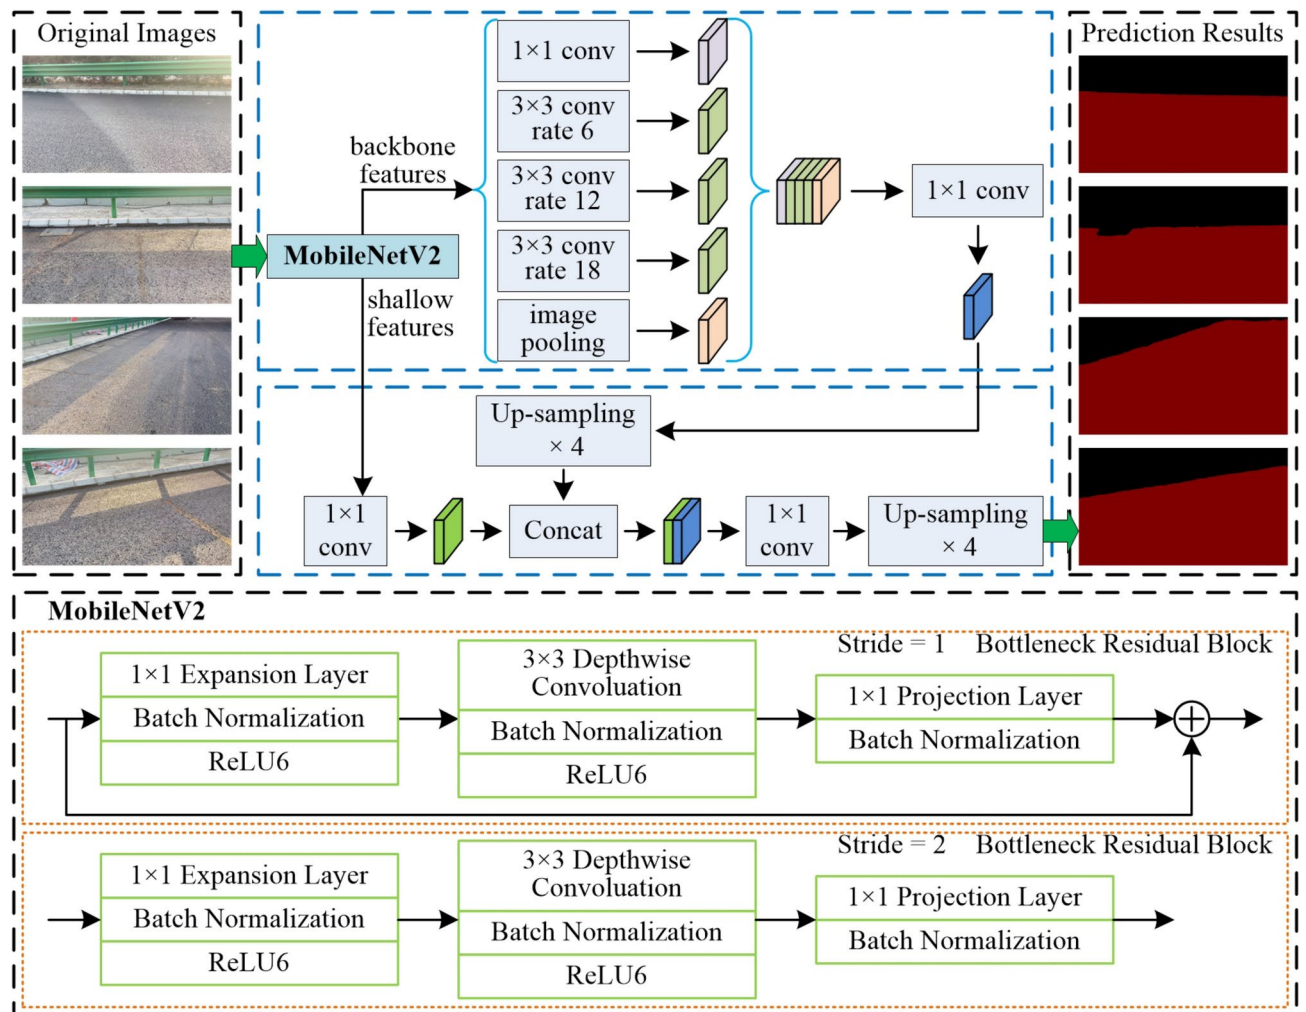 Original Images
1×1 conv
3×3 conv
rate 6
3×3 conv
rate 12
3×3 conv
rate 18
image
pooling
backbone
features
MobileNetV2
shallow
features
1×1 conv
Prediction Results
Up-sampling
× 4
1×1
conv
Concat
1×1
conv
Up-sampling
× 4
MobileNetV2
Stride = 1 Bottleneck Residual Block
1×1 Expansion Layer
Batch Normalization
ReLU6
3×3 Depthwise
Convoluation
Batch Normalization
ReLU6
1×1 Projection Layer
Batch Normalization
Stride = 2 Bottleneck Residual Block
1×1 Expansion Layer
Batch Normalization
ReLU6
3×3 Depthwise
Convoluation
Batch Normalization
ReLU6
1×1 Projection Layer
Batch Normalization